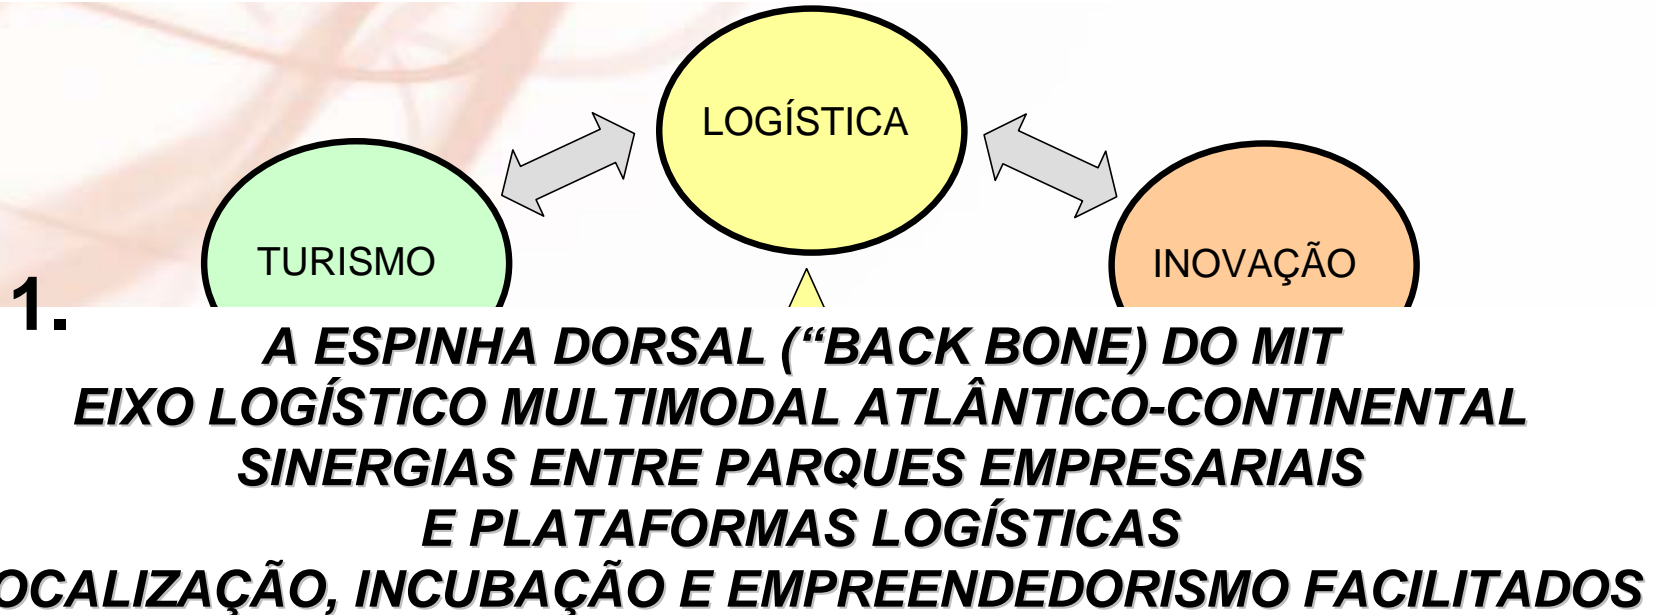 LOGÍSTICA
TURISMO
INOVAÇÃO
1.
A ESPINHA DORSAL (“BACK BONE) DO MIT
EIXO LOGÍSTICO MULTIMODAL ATLÂNTICO-CONTINENTAL
SINERGIAS ENTRE PARQUES EMPRESARIAIS
E PLATAFORMAS LOGÍSTICAS
OCALIZAÇÃO, INCUBAÇÃO E EMPREENDEDORISMO FACILITADOS